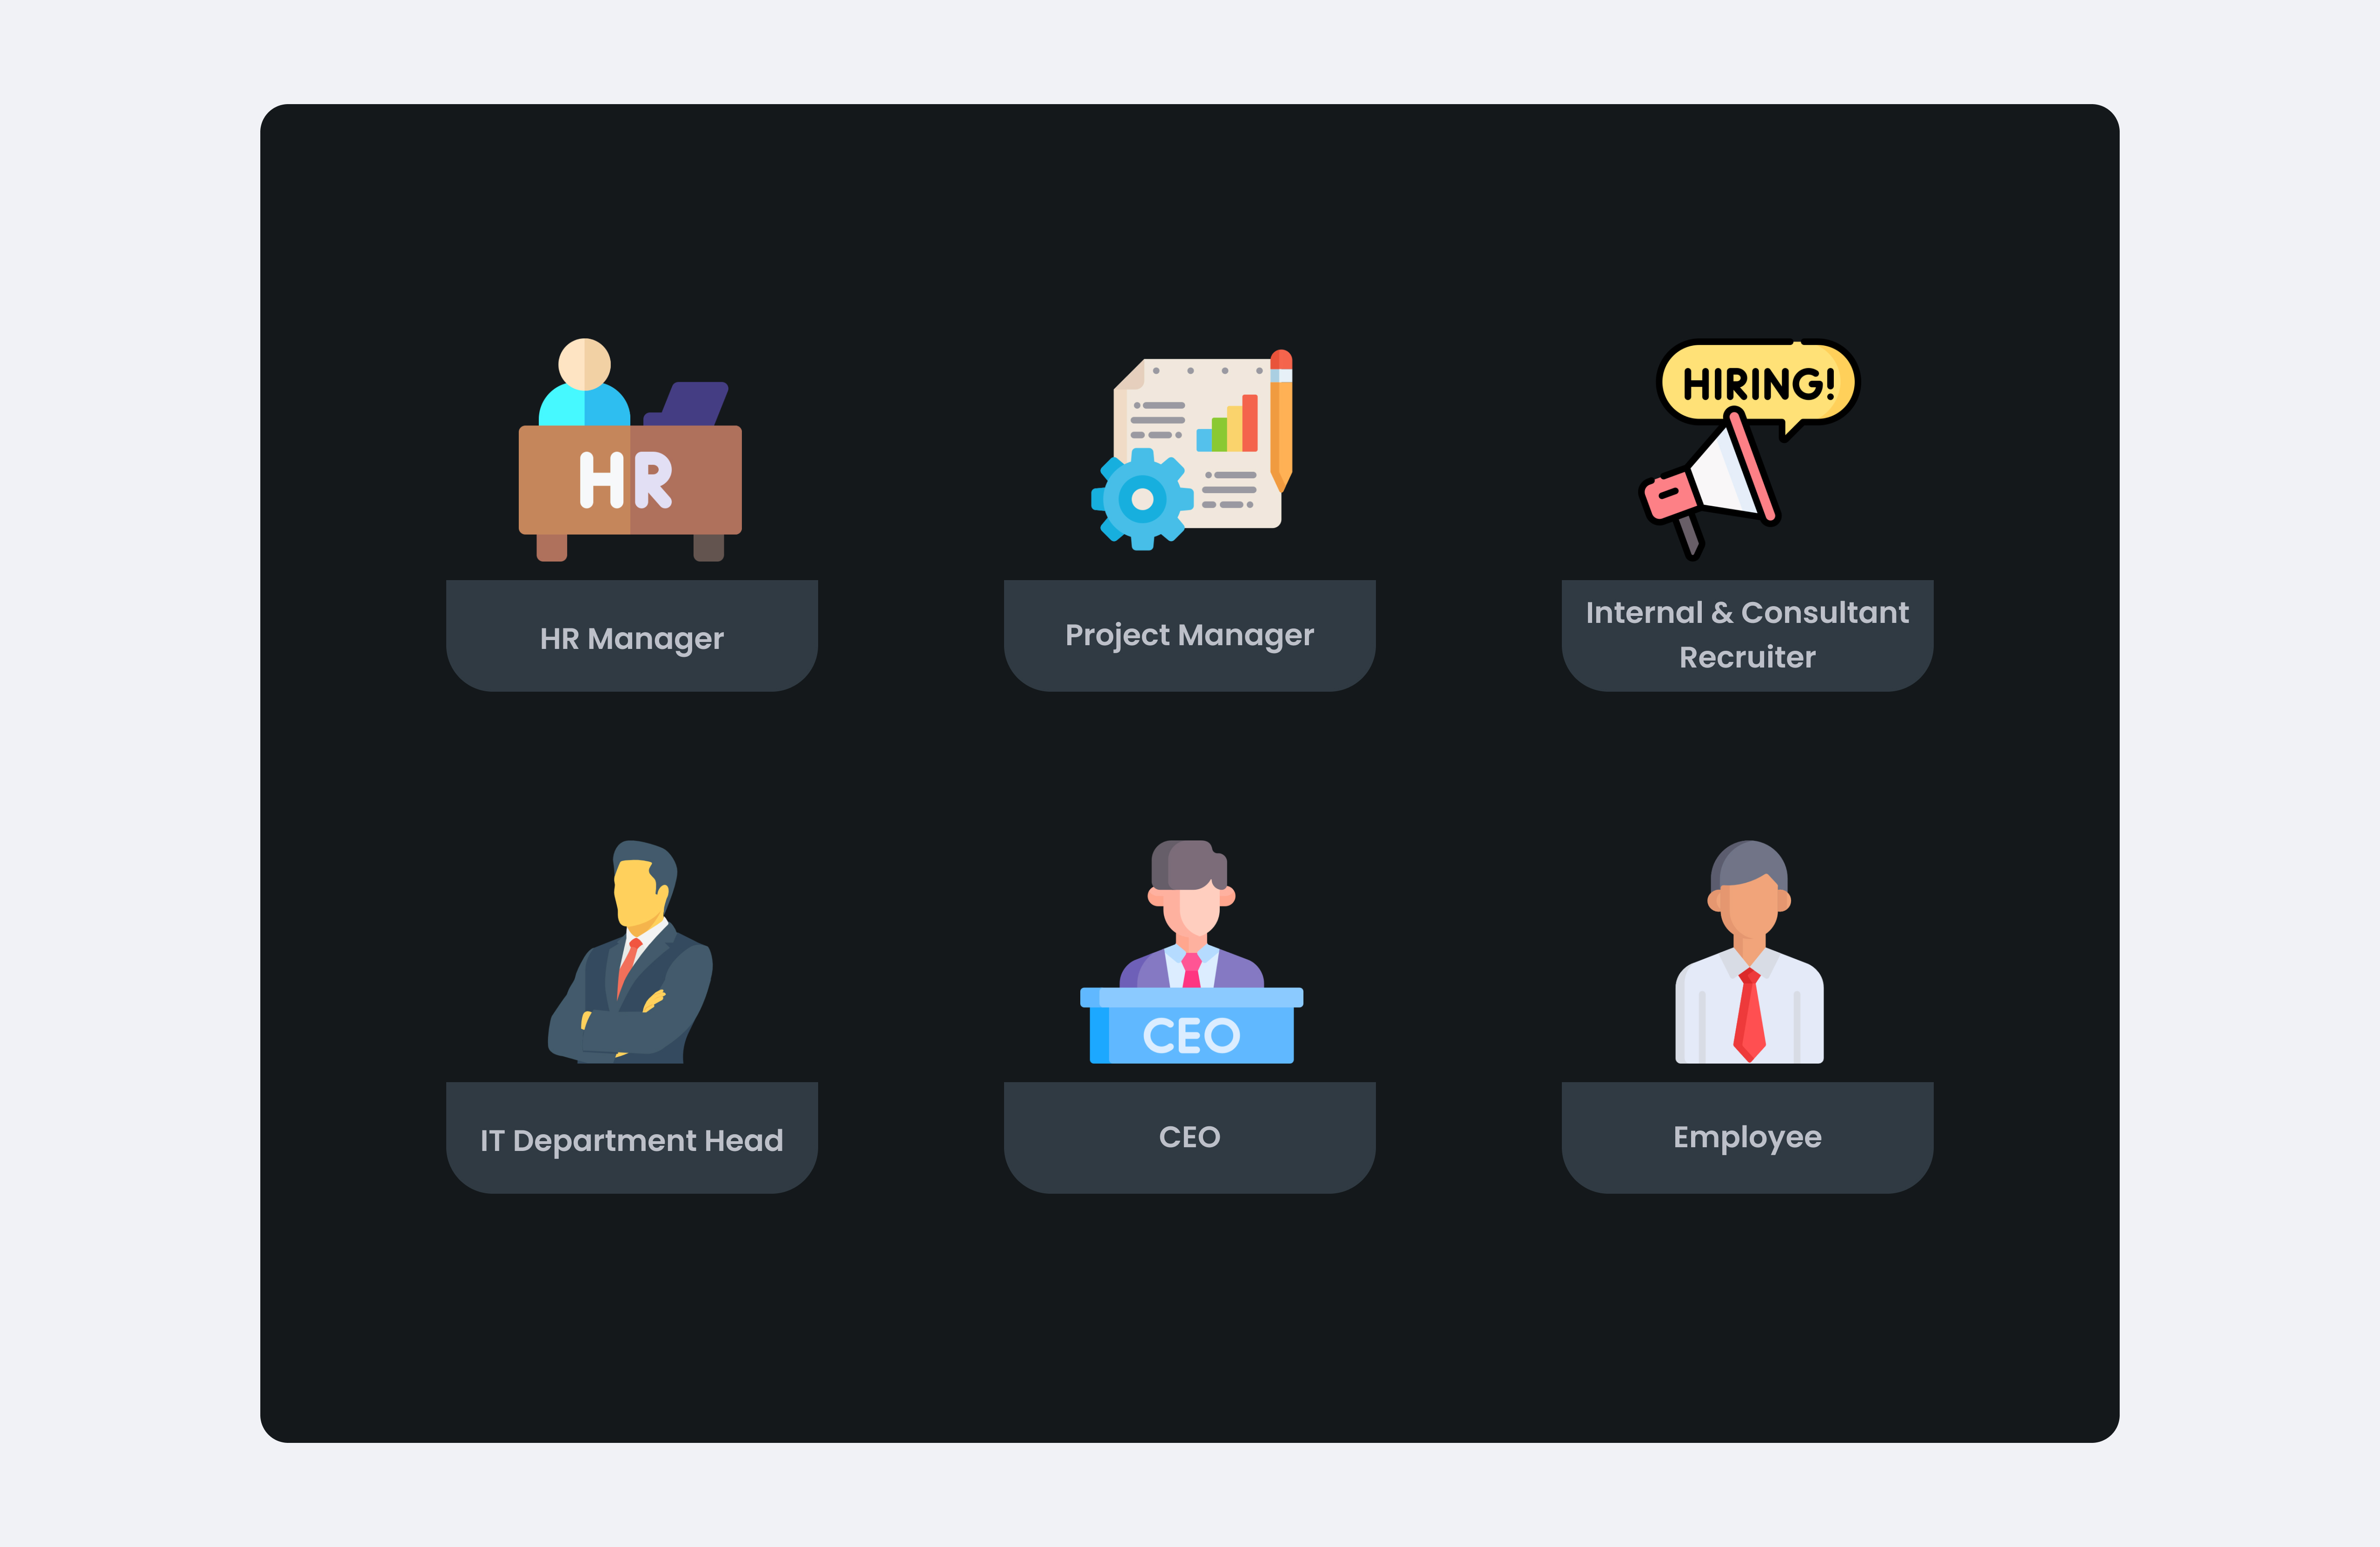 HIRING!
HR
HR Manager
Project Manager
Internal & Consultant
Recruiter
CEO
IT Department Head
CEO
Employee